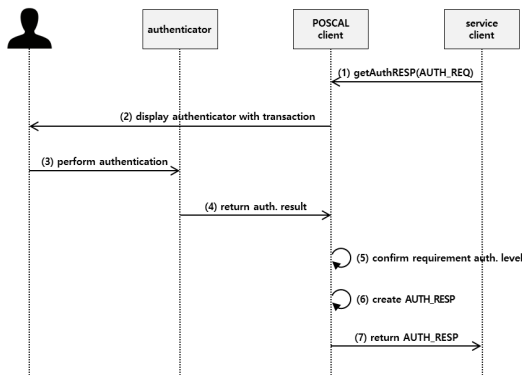 authenticator
POSCAL
client
service
client
(1) getAuthRESP(AUTH_REQ)
(2) display authenticator with transaction
(3) perform authentication
(4) return auth. result
(5) confirm requirement auth. level
(6) create AUTH_RESP
(7) return AUTH_RESP